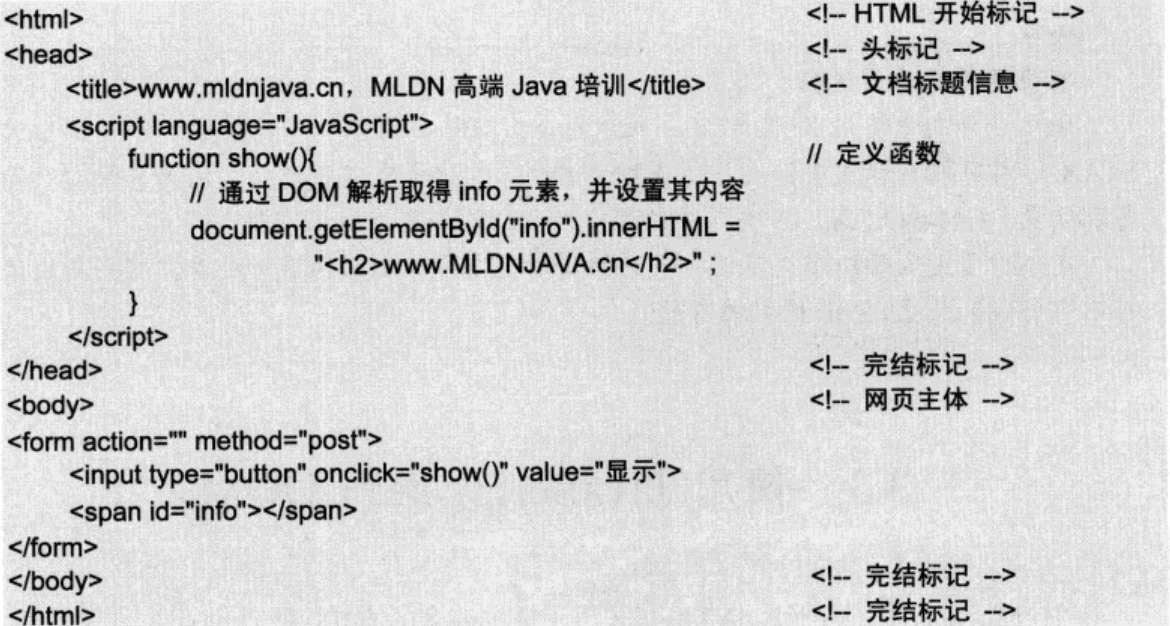 <html>	<!-- HTML 开始标记 -->
<head>	<!-- 头标记 -->
<title>www.mldnjava.cn，MLDN 高端 Java 培训</title>	<!-- 文档标题信息 -->
<script language="JavaScript">
function show(){	// 定义函数
// 通过 DOM 解析取得 info 元素，并设置其内容
document.getElementById("info").innerHTML =
"<h2>www.MLDNJAVA.cn</h2>" ;
}
</script>
</head>	<!-- 完结标记 -->
<body>	<!-- 网页主体 -->
<form action="" method="post">
<input type="button" onclick="show()" value="显示">
<span id="info"></span>
</form>
</body>	<!-- 完结标记 -->
</html>	<!-- 完结标记 -->